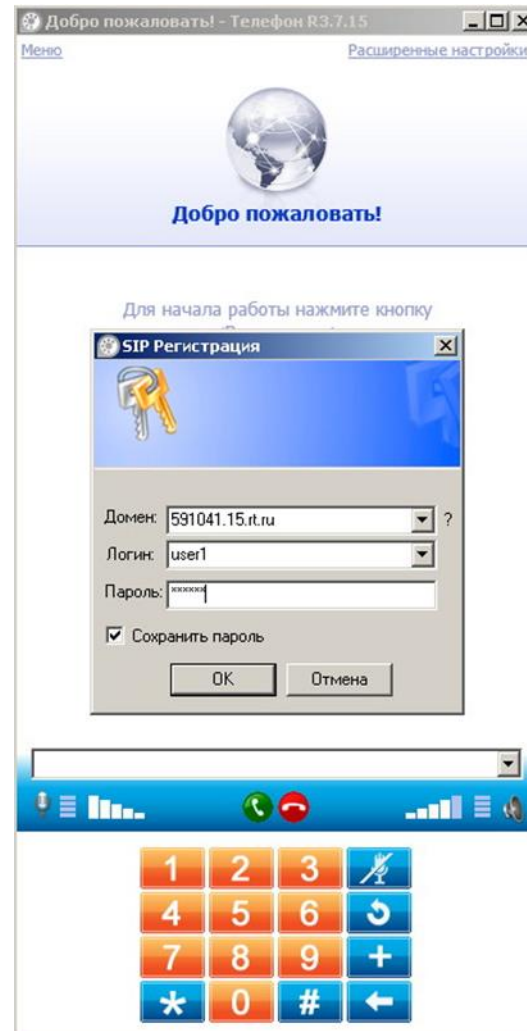 Добро пожаловать! - Телефон R3.7.15
Меню Расширенные настройки
Добро пожаловать!
Для начала работы нажмите кнопку
SIP Регистрация
Домен: 591041.15.rt.ru ?
Логин: user1
Пароль: ******
Сохранить пароль
OK Отмена
1 2 3
4 5 6
7 8 9 +
* 0 #